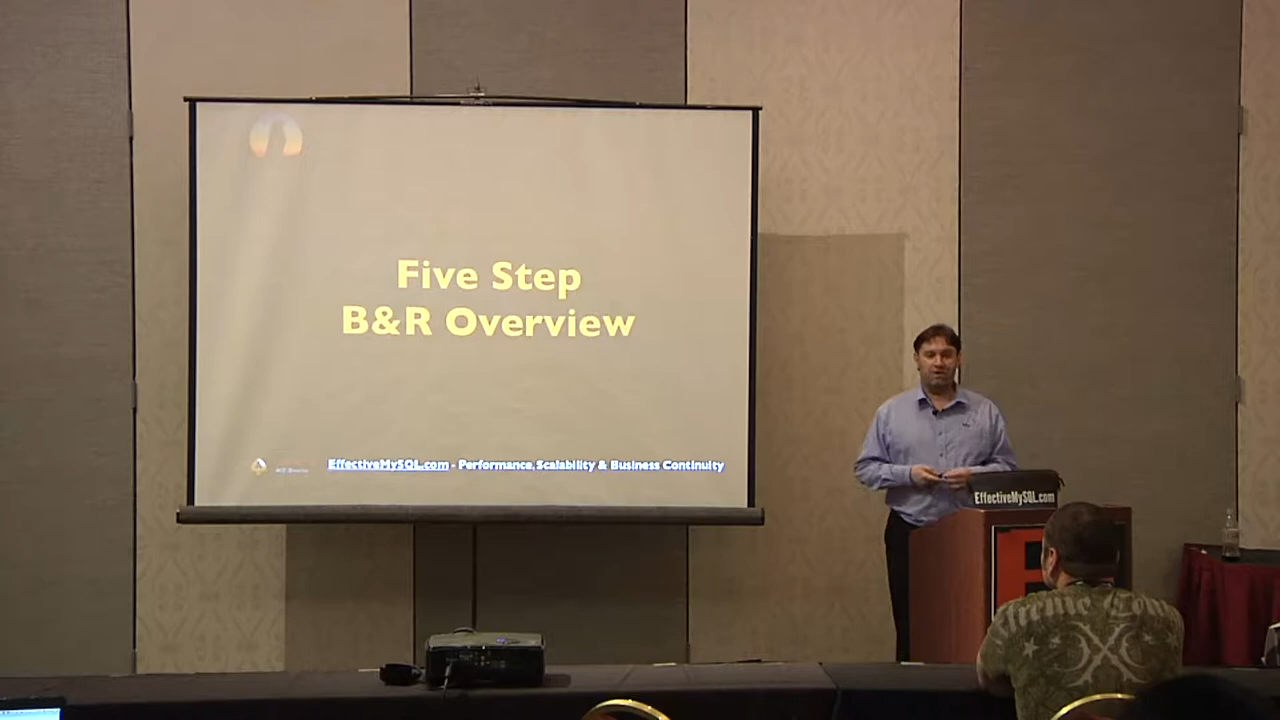 Five Step
B&R Overview
EffectiveMySQL.com - Performance, Scalability & Business Continuity
EffectiveMySQL.com